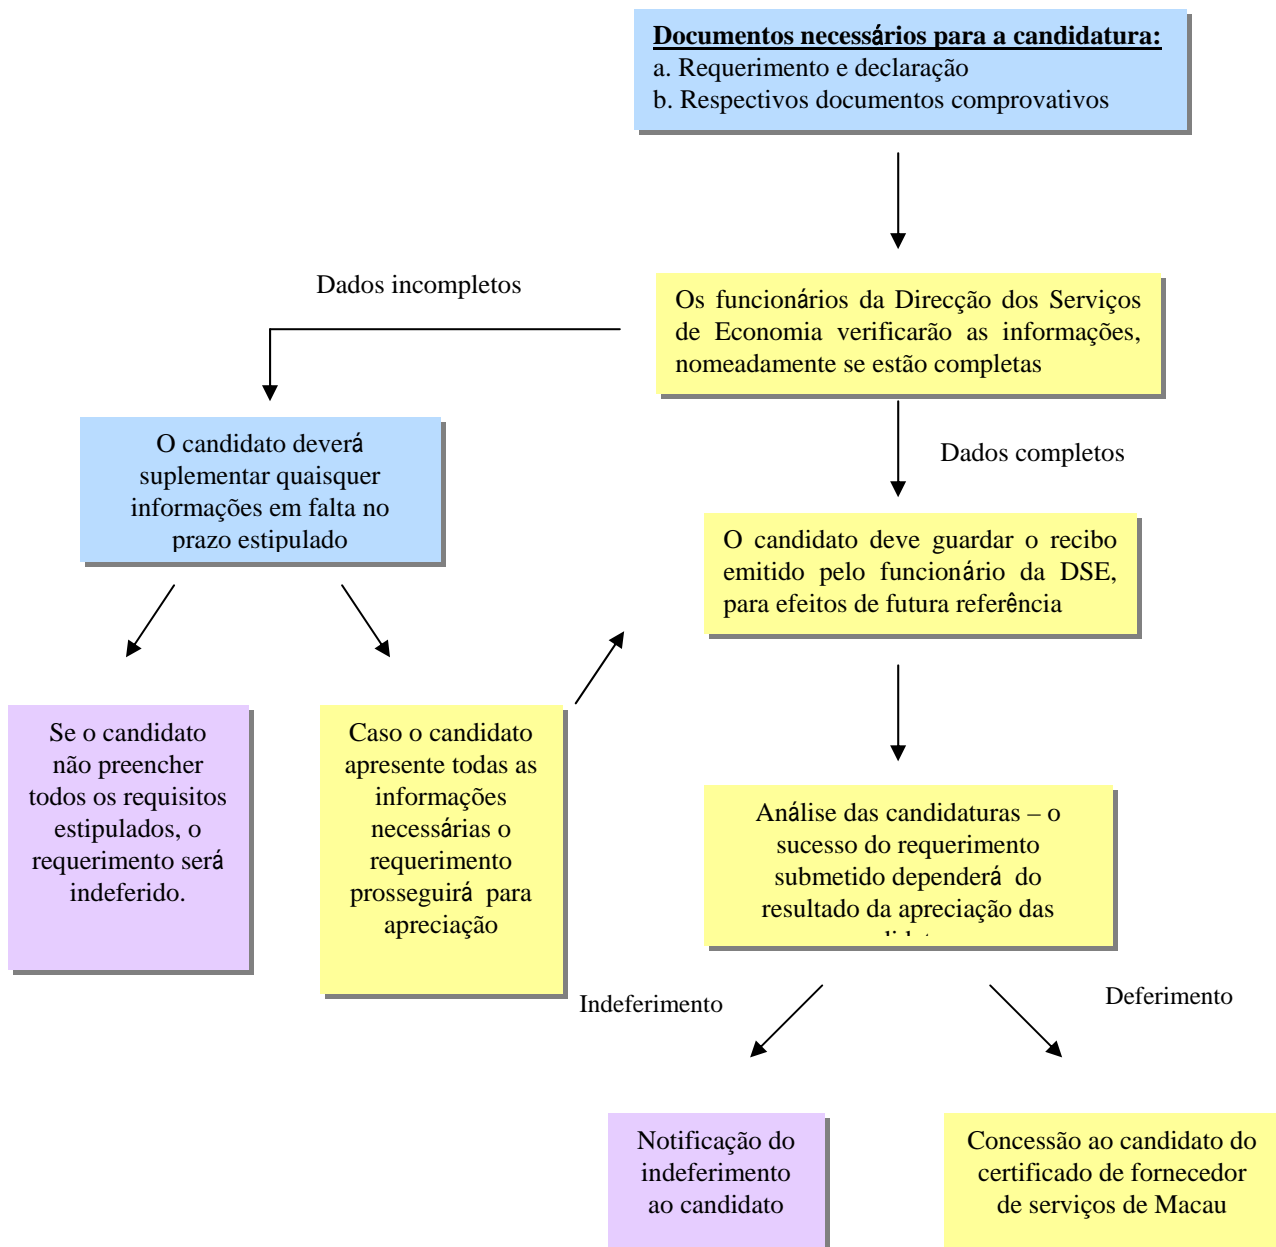 Documentos necessários para a candidatura:
a. Requerimento e declaração
b. Respectivos documentos comprovativos
Dados incompletos
Os funcionários da Direcção dos Serviços
de Economia verificarão as informações,
nomeadamente se estão completas
O candidato deverá
suplementar quaisquer
informações em falta no
prazo estipulado
Dados completos
O candidato deve guardar o recibo
emitido pelo funcionário da DSE,
para efeitos de futura referência
Se o candidato
não preencher
todos os requisitos
estipulados, o
requerimento será
indeferido.
Caso o candidato
apresente todas as
informações
necessárias o
requerimento
prosseguirá para
apreciação
Análise das candidaturas – o
sucesso do requerimento
submetido dependerá do
resultado da apreciação das
Indeferimento
Deferimento
Notificação do
indeferimento
ao candidato
Concessão ao candidato do
certificado de fornecedor
de serviços de Macau